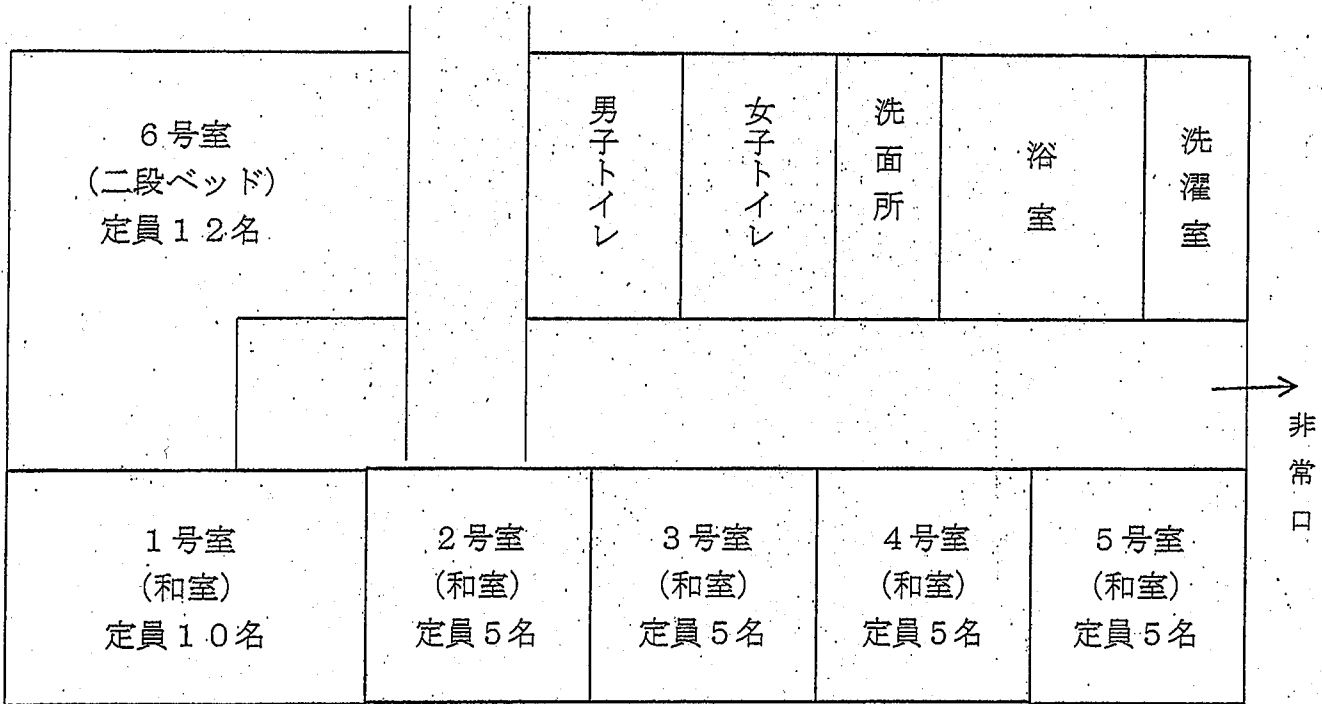 6号室
(二段ベッド)
定員12名
男子トイレ
女子トイレ
洗面所
浴室
洗濯室
非常口
1号室
(和室)
定員10名
2号室
(和室)
定員5名
3号室
(和室)
定員5名
4号室
(和室)
定員5名
5号室
(和室)
定員5名